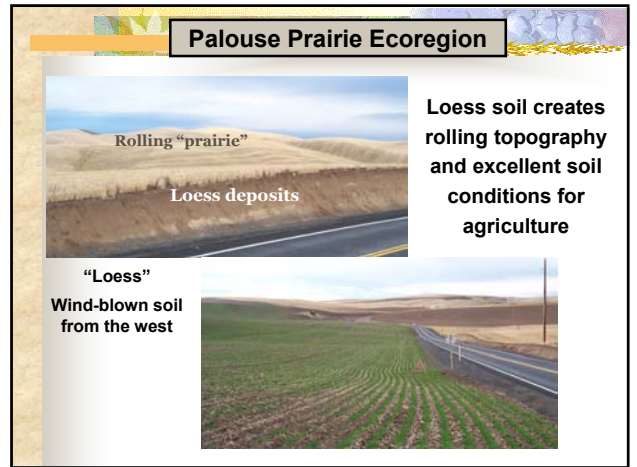 Palouse Prairie Ecoregion
Rolling “prairie”
Loess deposits
Loess soil creates
rolling topography
and excellent soil
conditions for
agriculture
“Loess”
Wind-blown soil
from the west